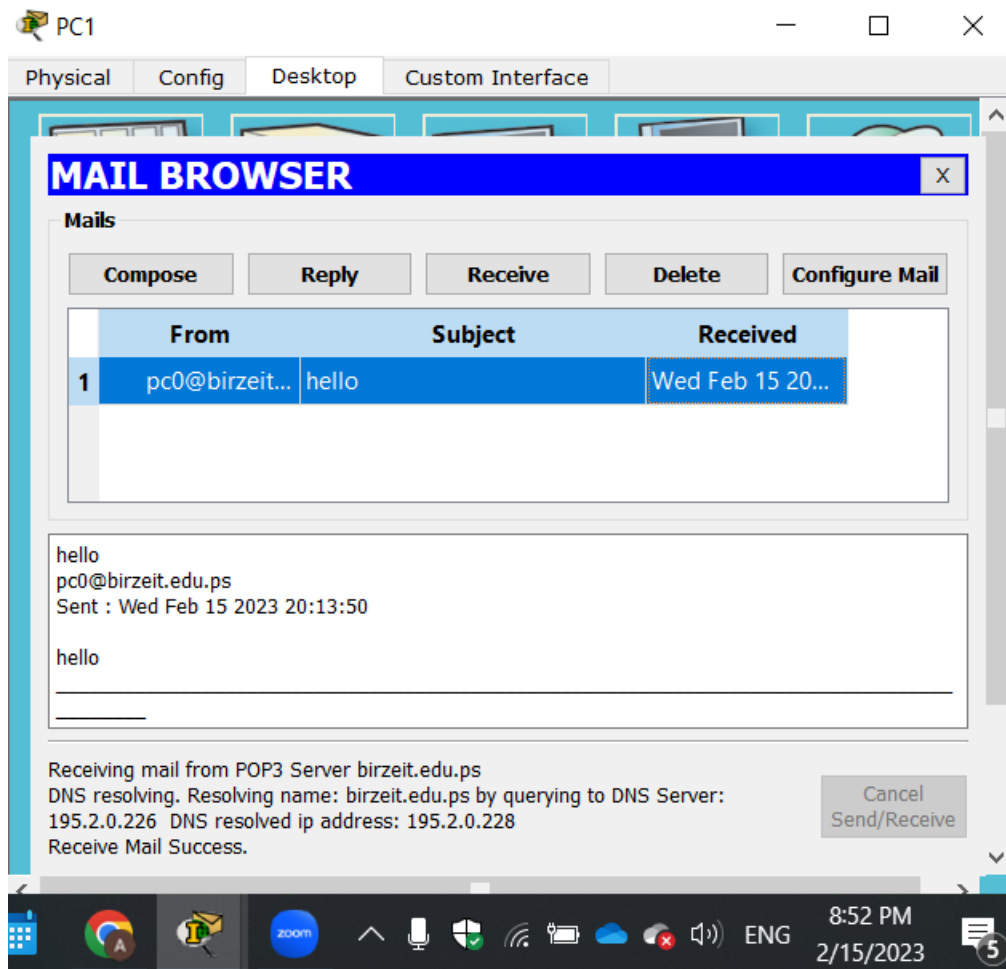 PC1
Physical Config Desktop Custom Interface
MAIL BROWSER X
Mails
Compose Reply Receive Delete Configure Mail
From Subject Received
1 pc0@birzeit... hello Wed Feb 15 20...
hello
pc0@birzeit.edu.ps
Sent : Wed Feb 15 2023 20:13:50
hello
Receiving mail from POP3 Server birzeit.edu.ps
DNS resolving. Resolving name: birzeit.edu.ps by querying to DNS Server:
195.2.0.226 DNS resolved ip address: 195.2.0.228
Receive Mail Success.
Cancel
Send/Receive
A
zoom
ENG
8:52 PM
2/15/2023
5